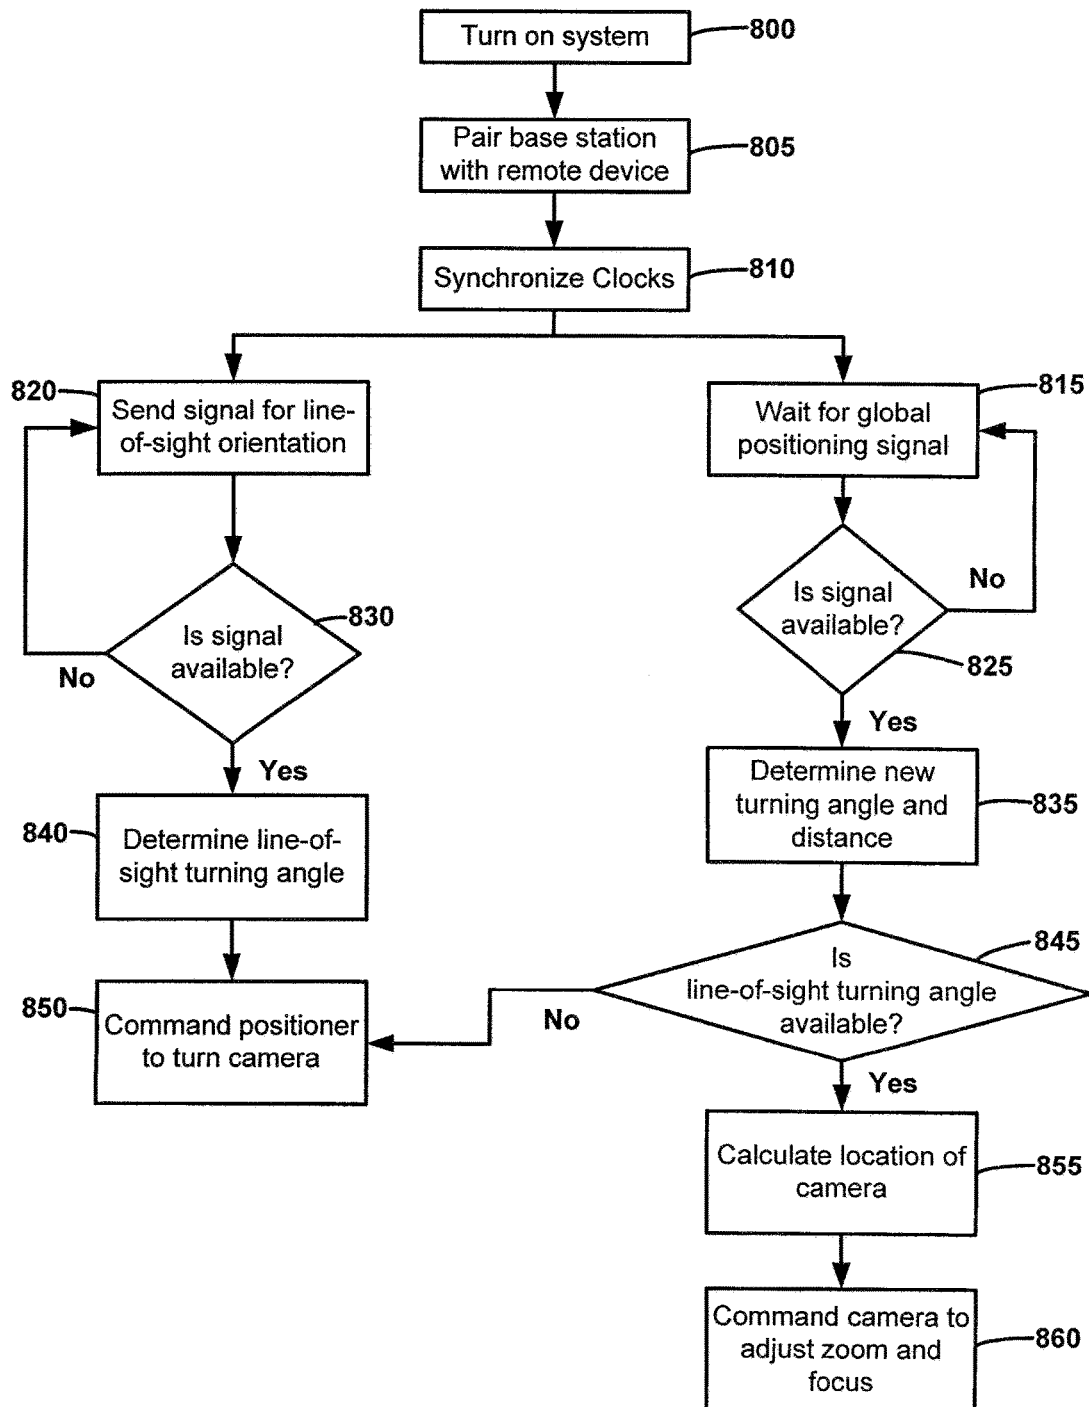 Turn on system
800
Pair base station
with remote device
805
Synchronize Clocks
810
820
Send signal for line-
of-sight orientation
815
Wait for global
positioning signal
830
Is signal
available?
No
Yes
Is signal
available?
No
825
Yes
840
Determine line-of-
sight turning angle
Determine new
turning angle and
distance
835
850
Command positioner
to turn camera
845
Is
line-of-sight turning angle
available?
No
Yes
Calculate location of
camera
855
Command camera to
adjust zoom and
focus
860